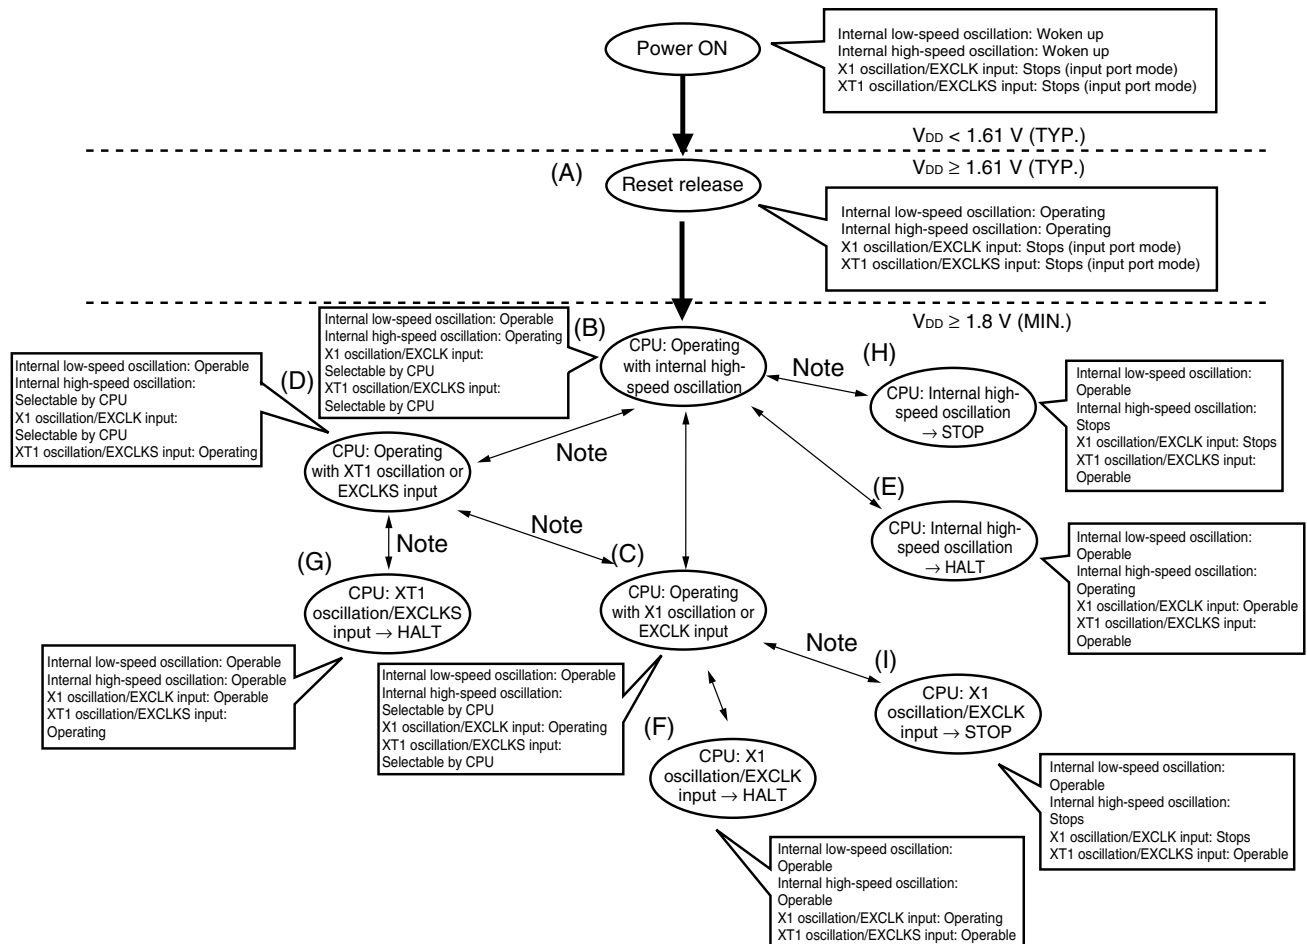 Power ON
Internal low-speed oscillation: Woken up
Internal high-speed oscillation: Woken up
X1 oscillation/EXCLK input: Stops (input port mode)
XT1 oscillation/EXCLKS input: Stops (input port mode)
VDD < 1.61 V (TYP.)
VDD ≥ 1.61 V (TYP.)
(A)
Reset release
Internal low-speed oscillation: Operating
Internal high-speed oscillation: Operating
X1 oscillation/EXCLK input: Stops (input port mode)
XT1 oscillation/EXCLKS input: Stops (input port mode)
VDD ≥ 1.8 V (MIN.)
Internal low-speed oscillation: Operable
Internal high-speed oscillation: Operating
X1 oscillation/EXCLK input:
Selectable by CPU
XT1 oscillation/EXCLKS input:
Selectable by CPU
(B)
CPU: Operating
with internal high-
speed oscillation
Note
(H)
CPU: Internal high-
speed oscillation
→ STOP
Internal low-speed oscillation:
Operable
Internal high-speed oscillation:
Stops
X1 oscillation/EXCLK input: Stops
XT1 oscillation/EXCLKS input:
Operable
Internal low-speed oscillation: Operable
Internal high-speed oscillation:
Selectable by CPU
X1 oscillation/EXCLK input:
Selectable by CPU
XT1 oscillation/EXCLKS input: Operating
(D)
CPU: Operating
with XT1 oscillation or
EXCLKS input
Note
(E)
CPU: Internal high-
speed oscillation
→ HALT
Internal low-speed oscillation:
Operable
Internal high-speed oscillation:
Operating
X1 oscillation/EXCLK input: Operable
XT1 oscillation/EXCLKS input:
Operable
Note
Note
(G)
CPU: XT1
oscillation/EXCLKS
input → HALT
Internal low-speed oscillation: Operable
Internal high-speed oscillation: Operable
X1 oscillation/EXCLK input: Operable
XT1 oscillation/EXCLKS input:
Operating
(C)
CPU: Operating
with X1 oscillation or
EXCLK input
Internal low-speed oscillation: Operable
Internal high-speed oscillation:
Selectable by CPU
X1 oscillation/EXCLK input: Operating
XT1 oscillation/EXCLKS input:
Selectable by CPU
Note
(I)
CPU: X1
oscillation/EXCLK
input → STOP
Internal low-speed oscillation:
Operable
Internal high-speed oscillation:
Stops
X1 oscillation/EXCLK input: Stops
XT1 oscillation/EXCLKS input: Operable
(F)
CPU: X1
oscillation/EXCLK
input → HALT
Internal low-speed oscillation:
Operable
Internal high-speed oscillation:
Operable
X1 oscillation/EXCLK input: Operating
XT1 oscillation/EXCLKS input: Operable